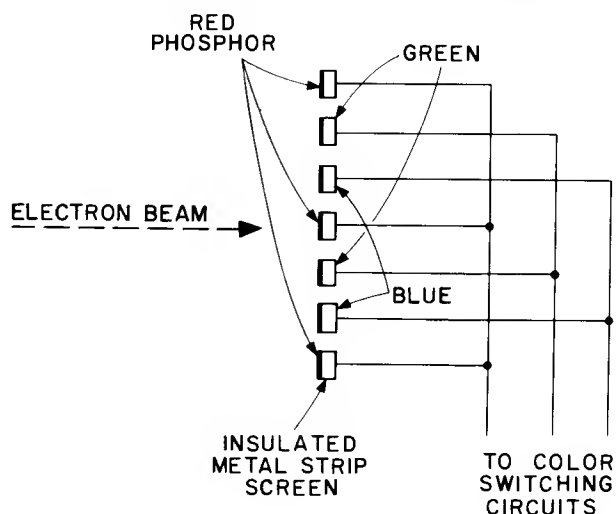 RED
PHOSPHOR
GREEN
ELECTRON BEAM
BLUE
INSULATED
METAL STRIP
SCREEN
TO COLOR
SWITCHING
CIRCUITS